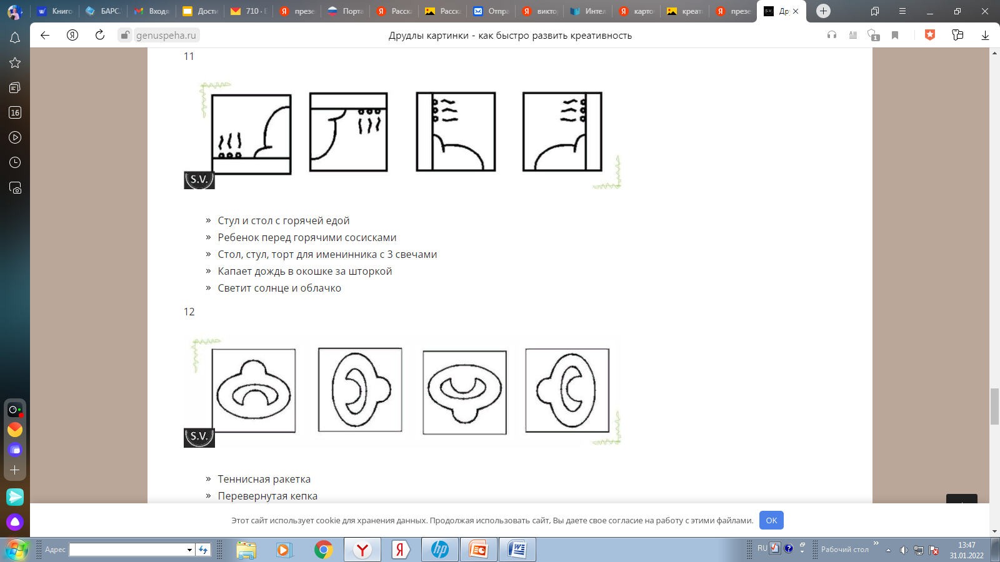 Книго
БАРС.
Входя
Дости
710 · В
презе
Порта
Расск
Расск
Отпра
виктор
Интел
карто
креат
презе
Др
genuspeha.ru
Друдлы картинки - как быстро развить креативность
1
16
11
S.V.
» Стул и стол с горячей едой
» Ребенок перед горячими сосисками
» Стол, стул, торт для именинника с 3 свечами
» Капает дождь в окошке за шторкой
» Светит солнце и облачко
12
S.V.
» Теннисная ракетка
» Перевернутая кепка
Этот сайт использует cookie для хранения данных. Продолжая использовать сайт, Вы даете свое согласие на работу с этими файлами.
OK
Адрес
RU
Рабочий стол
13:47
31.01.2022